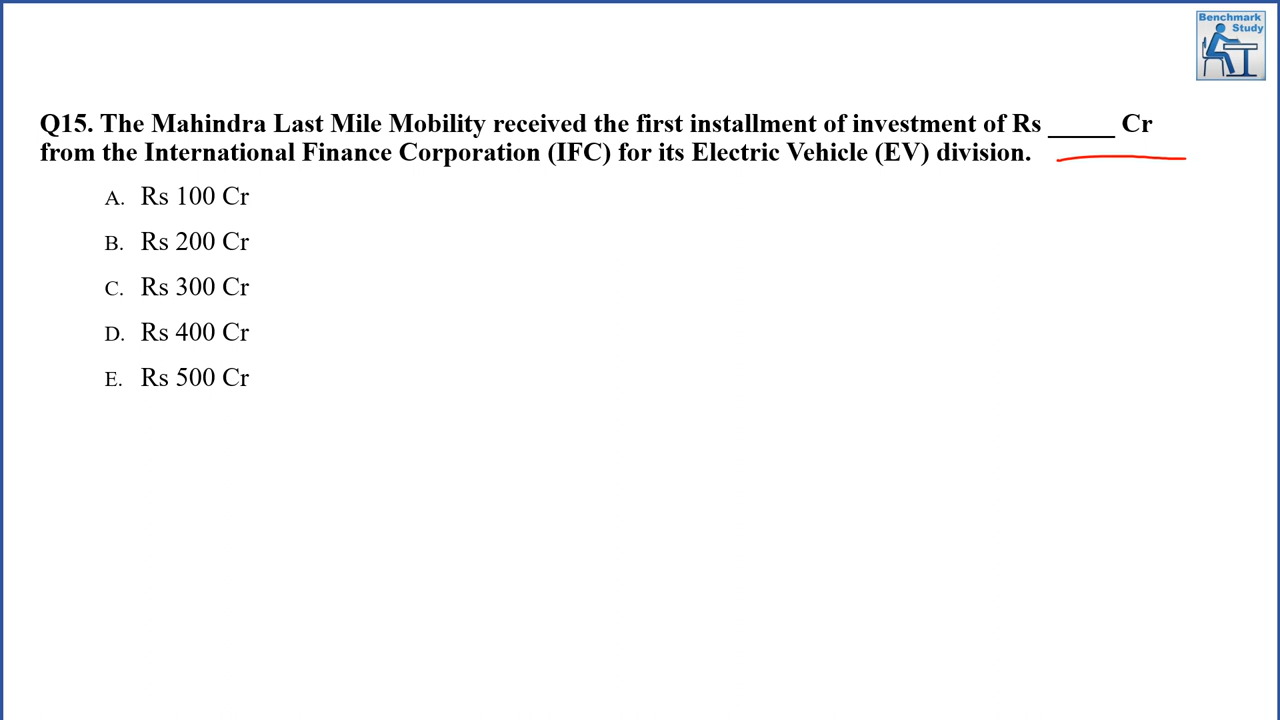 Benchmark
Study
Q15. The Mahindra Last Mile Mobility received the first installment of investment of Rs _____ Cr
from the International Finance Corporation (IFC) for its Electric Vehicle (EV) division.
A. Rs 100 Cr
B. Rs 200 Cr
C. Rs 300 Cr
D. Rs 400 Cr
E. Rs 500 Cr